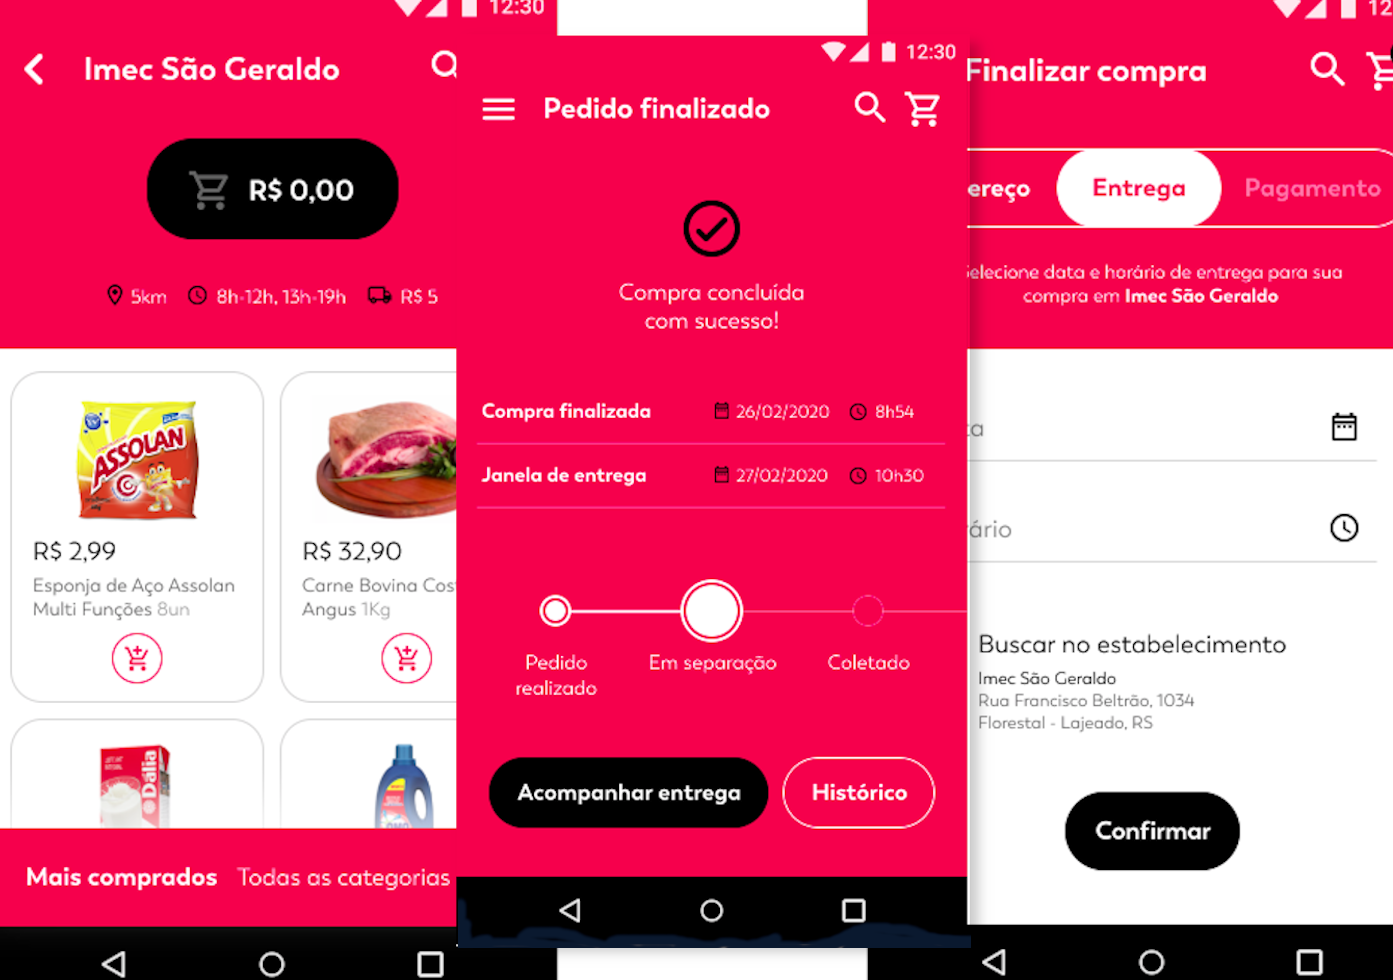 12:30
Imec São Geraldo
R$ 0,00
5km
8h-12h, 13h-19h
R$ 5
ASSOLAN
R$ 2,99
Esponja de Aço Assolan
Multi Funções 8un
R$ 32,90
Carne Bovina Cos
Angus 1Kg
Dália
OMO
Mais comprados
Todas as categorias
12:30
Pedido finalizado
Compra concluída
com sucesso!
Compra finalizada 26/02/2020 8h54
Janela de entrega 27/02/2020 10h30
Pedido
realizado
Em separação
Coletado
Acompanhar entrega
Histórico
12
Finalizar compra
ereço
Entrega
Pagamento
elecione data e horário de entrega para sua
compra em Imec São Geraldo
ta
ário
Buscar no estabelecimento
Imec São Geraldo
Rua Francisco Beltrão, 1034
Florestal - Lajeado, RS
Confirmar